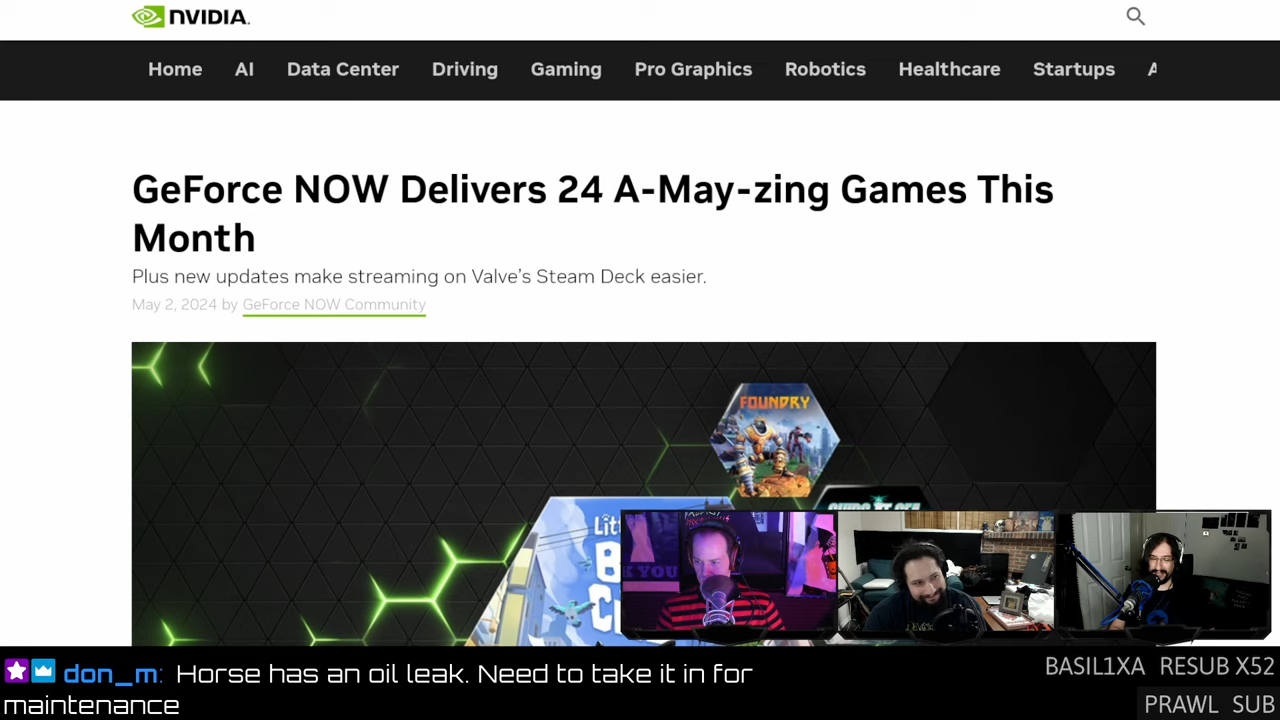 NVIDIA.
Home AI Data Center Driving Gaming Pro Graphics Robotics Healthcare Startups
GeForce NOW Delivers 24 A-May-zing Games This
Month
Plus new updates make streaming on Valve's Steam Deck easier.
May 2, 2024 by GeForce NOW Community
FOUNDRY
don_m: Horse has an oil leak. Need to take it in for
maintenance
BASIL1XA RESUB X52
PRAWL SUB